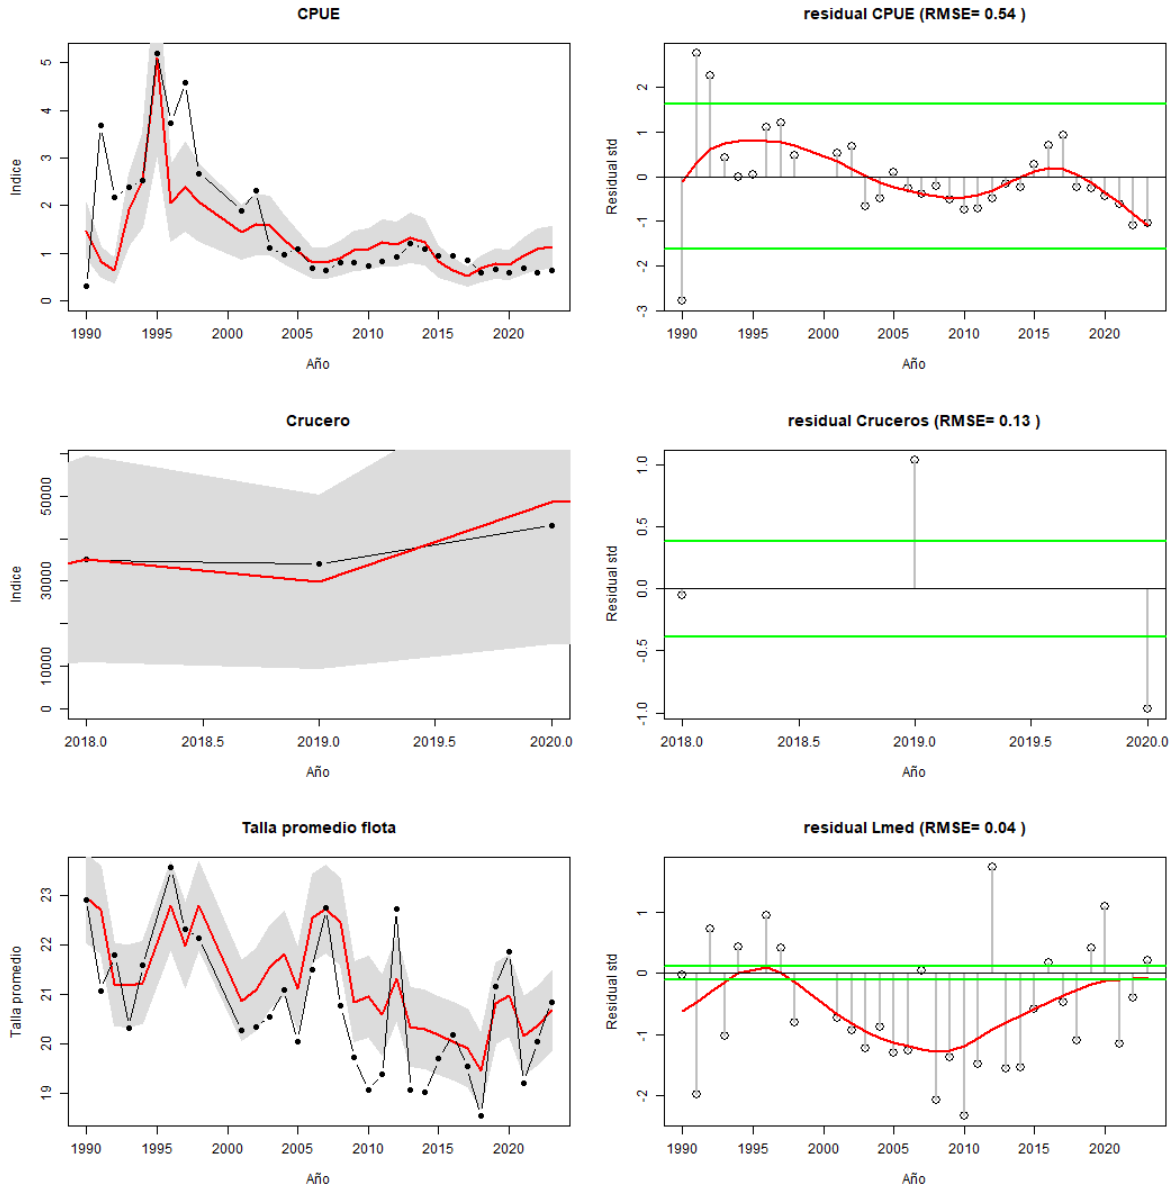 CPUE
Indice
5
4
3
2
1
0
1990 1995 2000 2005 2010 2015 2020
Año
residual CPUE (RMSE= 0.54 )
Residual std
2
1
0
-1
-2
-3
1990 1995 2001 2005 2010 2015 2020
Año
Crucero
Indice
50000
30000
10000
0
2018.0 2018.5 2019.0 2019.5 2020.0
Año
residual Cruceros (RMSE= 0.13 )
Residual std
1.0
0.5
0.0
-0.5
-1.0
2018.0 2018.5 2019.0 2019.5 2020.0
Año
Talla promedio flota
Talla promedio
23
22
21
20
19
1990 1995 2000 2005 2010 2015 2020
Año
residual Lmed (RMSE= 0.04 )
Residual std
1
0
-1
-2
1990 1995 2001 2005 2010 2015 2020
Año